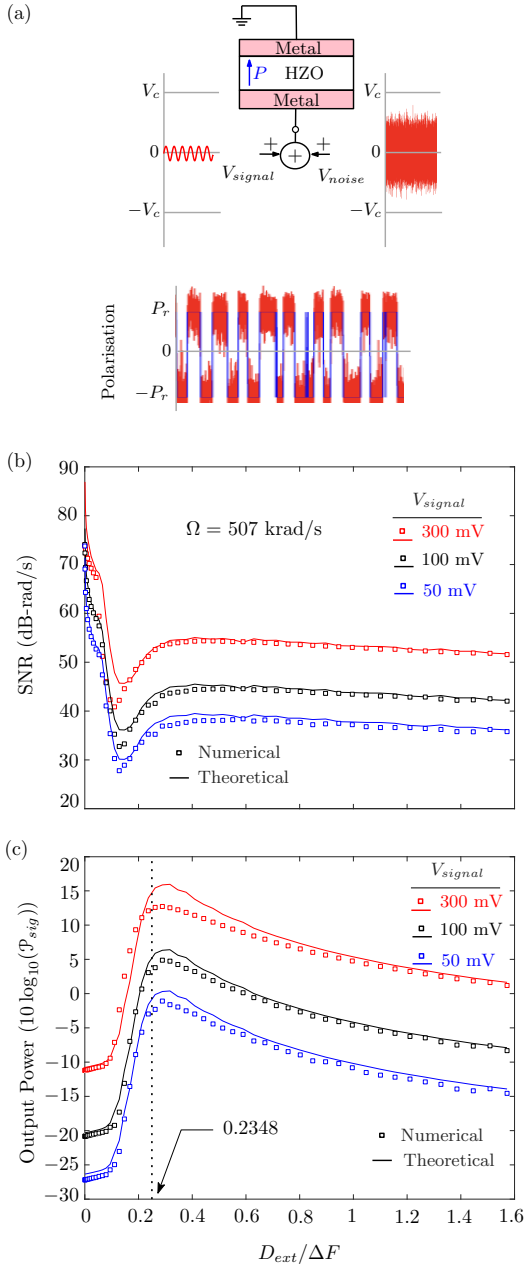 (a)
Metal
P
HZO
Metal
V_c
0
−V_c
V_signal
+
+
+
V_noise
V_c
0
−V_c
Polarisation
P_r
0
−P_r
(b)
SNR (dB-rad/s)
90
80
70
60
50
40
30
20
Ω = 507 krad/s
V_signal
300 mV
100 mV
50 mV
Numerical
Theoretical
(c)
Output Power (10 log₁₀(𝒫_sig))
20
15
10
5
−0
−5
−10
−15
−20
−26
−25
−30
V_signal
300 mV
100 mV
50 mV
0.2348
Numerical
Theoretical
0
0.2
0.4
0.6
0.8
1
1.2
1.4
1.6
D_ext/ΔF